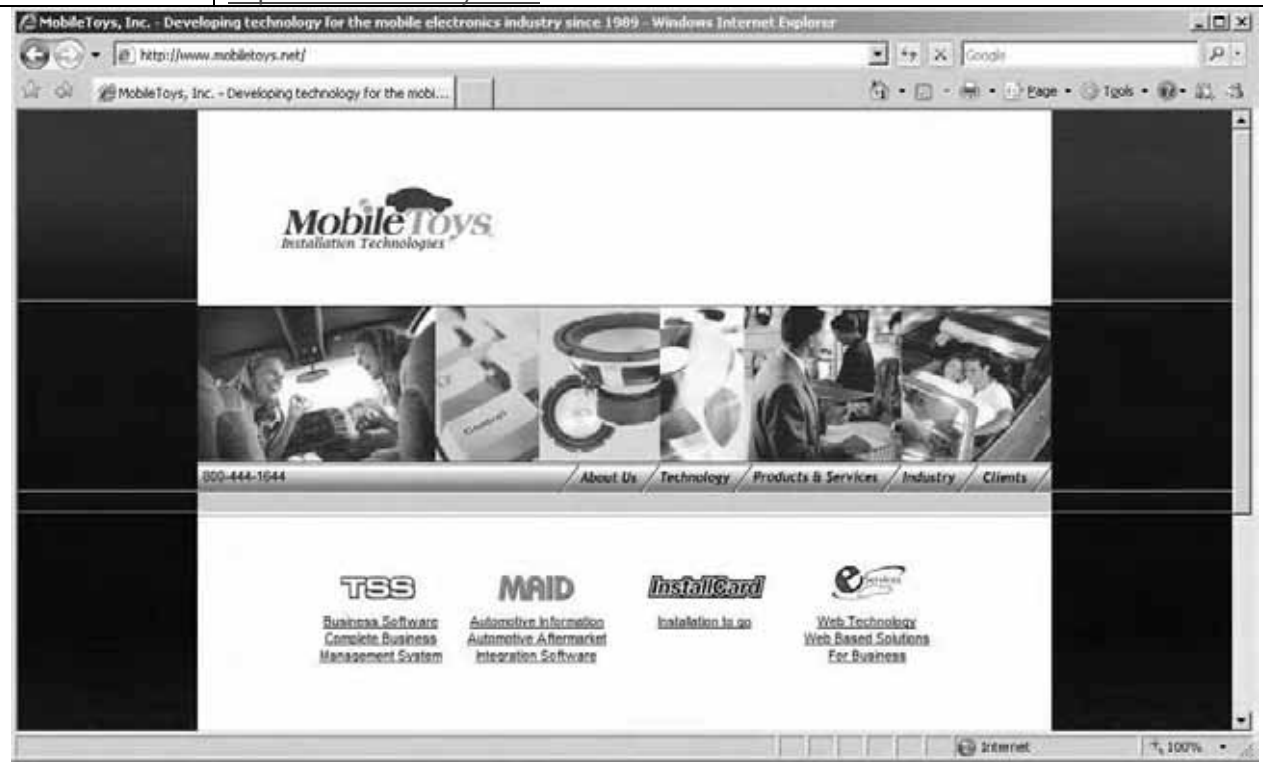 MobileToys, Inc. - Developing technology for the mobile electronics industry since 1989 - Windows Internet Explorer
http://www.mobiletoys.net/
Google
MobileToys, Inc. - Developing technology for the mobi...
Page
Tools
MobileToys
Installation Technologies
Control
800-444-1644
About Us
Technology
Products & Services
Industry
Clients
TSS
MAID
InstallCard
eServices
Business Software
Complete Business
Management System
Automotive Information
Automotive Aftermarket
Integration Software
Installation to go
Web Technology
Web Based Solutions
For Business
Internet
100%